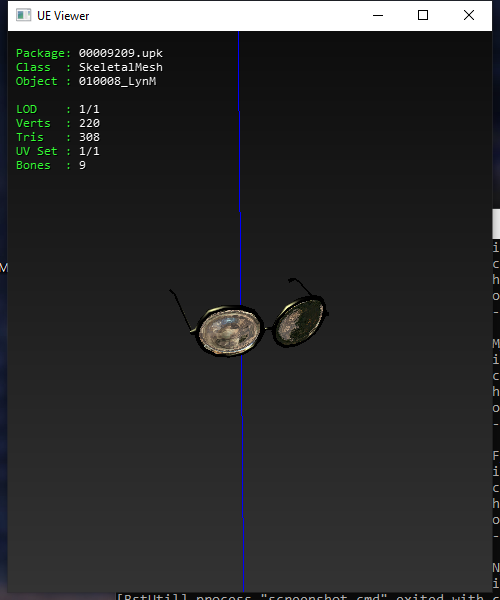 UE Viewer
Package: 00009209.upk
Class : SkeletalMesh
Object : 010008_LynM
LOD : 1/1
Verts : 220
Tris : 308
UV Set : 1/1
Bones : 9
M
i
c
h
o
-
M
i
c
h
o
-
F
i
c
h
o
-
N
i
[BstUtil] process "screenshot.cmd" exited with c